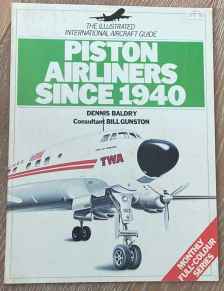 THE ILLUSTRATED
INTERNATIONAL AIRCRAFT GUIDE
PISTON
AIRLINERS
SINCE 1940
DENNIS BALDRY
Consultant BILL GUNSTON
TWA
MONTHLY
FULL-COLOUR
SERIES